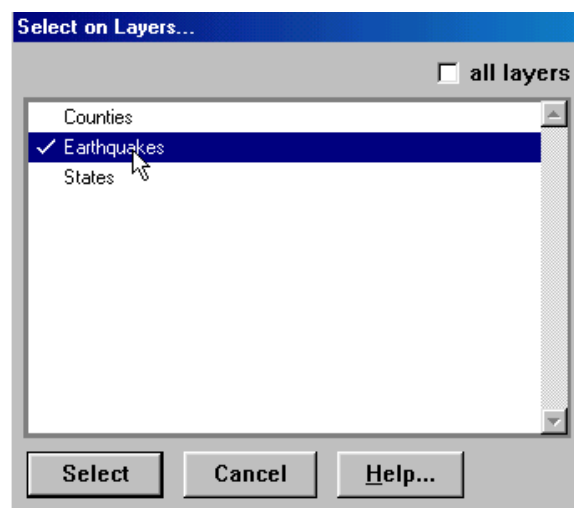 Select on Layers...
all layers
Counties
Earthquakes
States
Select Cancel Help...